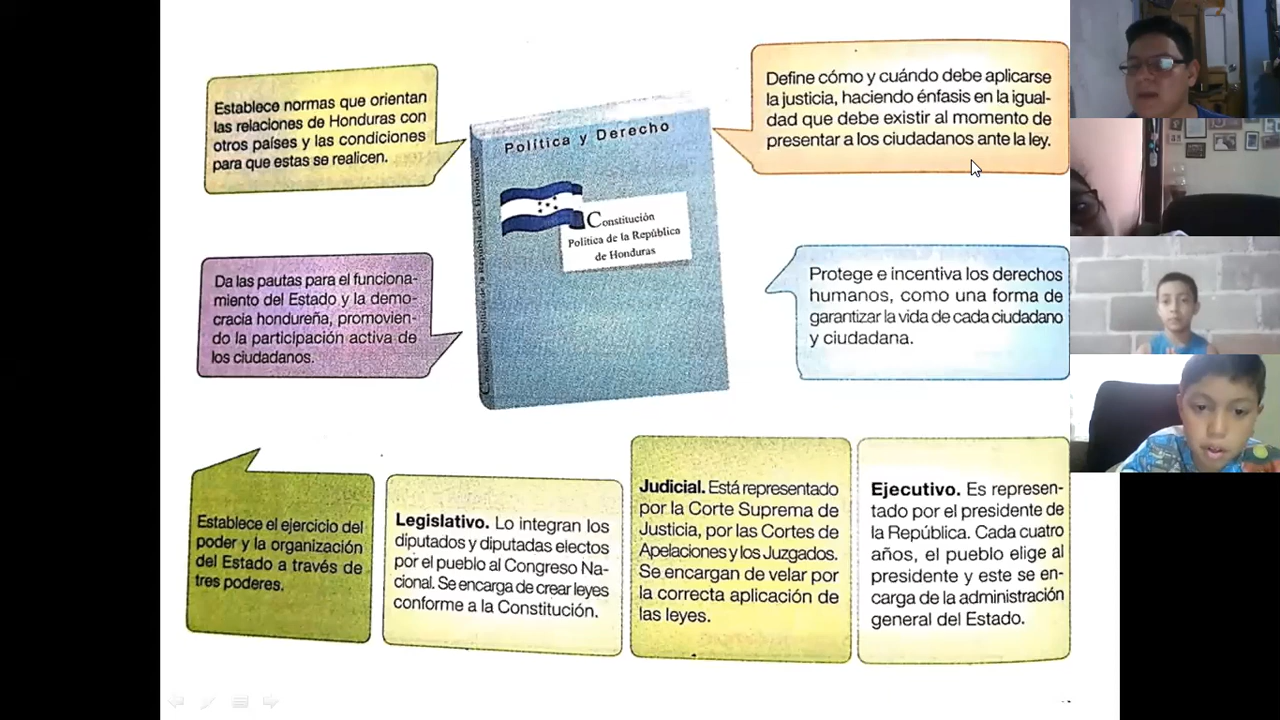 Establece normas que orientan
las relaciones de Honduras con
otros países y las condiciones
para que estas se realicen.
Política y Derecho
Constitución
Política de la República
de Honduras
Constitución Política de la República de Honduras
Define cómo y cuándo debe aplicarse
la justicia, haciendo énfasis en la igual-
dad que debe existir al momento de
presentar a los ciudadanos ante la ley.
Da las pautas para el funciona-
miento del Estado y la demo-
cracia hondureña, promovien-
do la participación activa de
los ciudadanos.
Protege e incentiva los derechos
humanos, como una forma de
garantizar la vida de cada ciudadano
y ciudadana.
Establece el ejercicio del
poder y la organización
del Estado a través de
tres poderes.
Legislativo. Lo integran los
diputados y diputadas electos
por el pueblo al Congreso Na-
cional. Se encarga de crear leyes
conforme a la Constitución.
Judicial. Está representado
por la Corte Suprema de
Justicia, por las Cortes de
Apelaciones y los Juzgados.
Se encargan de velar por
la correcta aplicación de
las leyes.
Ejecutivo. Es represen-
tado por el presidente de
la República. Cada cuatro
años, el pueblo elige al
presidente y este se en-
carga de la administración
general del Estado.